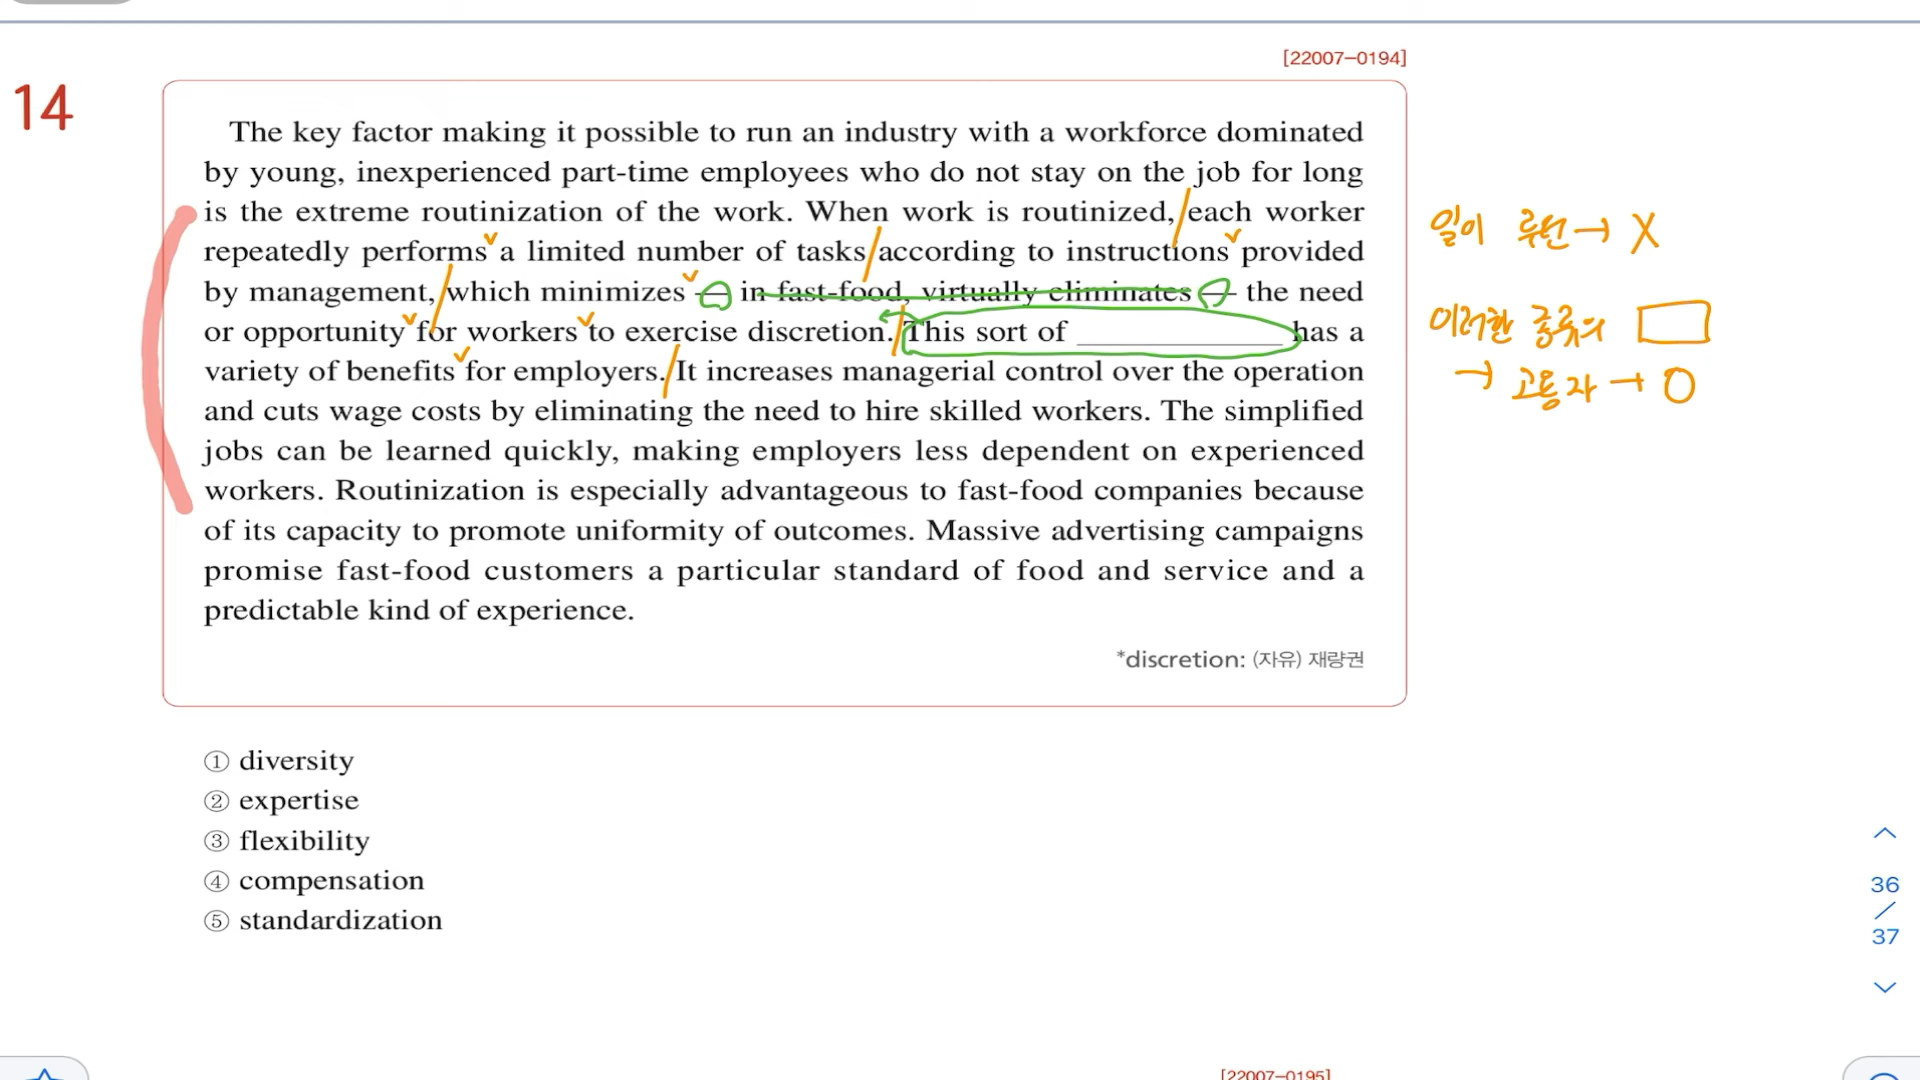 [22007–0194]
14
The key factor making it possible to run an industry with a workforce dominated
by young, inexperienced part-time employees who do not stay on the job for long
is the extreme routinization of the work. When work is routinized, each worker
repeatedly performs a limited number of tasks according to instructions provided
by management, which minimizes — in fast-food, virtually eliminates — the need
or opportunity for workers to exercise discretion. This sort of ______________ has a
variety of benefits for employers. It increases managerial control over the operation
and cuts wage costs by eliminating the need to hire skilled workers. The simplified
jobs can be learned quickly, making employers less dependent on experienced
workers. Routinization is especially advantageous to fast-food companies because
of its capacity to promote uniformity of outcomes. Massive advertising campaigns
promise fast-food customers a particular standard of food and service and a
predictable kind of experience.
*discretion: (자유) 재량권
일이 루틴 → X
이러한 종류의
→ 고용자 → O
① diversity
② expertise
③ flexibility
④ compensation
⑤ standardization
36
/
37
[22007–0195]